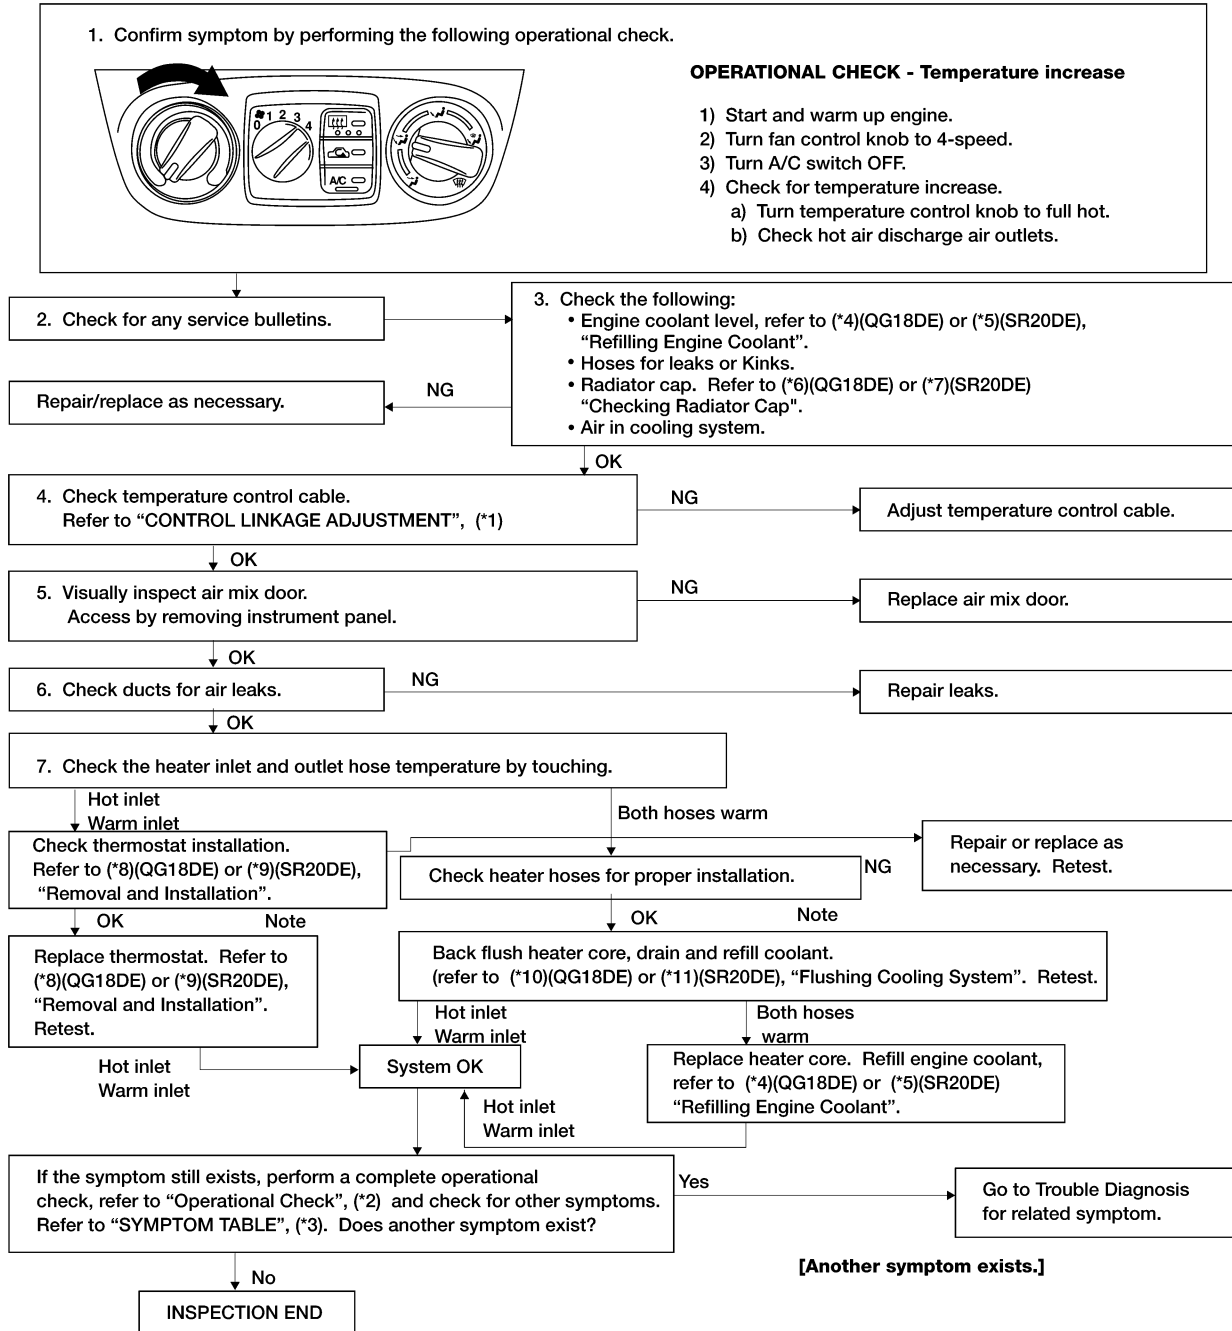 1. Confirm symptom by performing the following operational check.
0 1 2 3 4
A/C
OPERATIONAL CHECK - Temperature increase
1) Start and warm up engine.
2) Turn fan control knob to 4-speed.
3) Turn A/C switch OFF.
4) Check for temperature increase.
a) Turn temperature control knob to full hot.
b) Check hot air discharge air outlets.
2. Check for any service bulletins.
3. Check the following:
• Engine coolant level, refer to (*4)(QG18DE) or (*5)(SR20DE),
“Refilling Engine Coolant”.
• Hoses for leaks or Kinks.
• Radiator cap. Refer to (*6)(QG18DE) or (*7)(SR20DE)
“Checking Radiator Cap".
• Air in cooling system.
NG
Repair/replace as necessary.
OK
4. Check temperature control cable.
Refer to “CONTROL LINKAGE ADJUSTMENT”, (*1)
NG
Adjust temperature control cable.
OK
5. Visually inspect air mix door.
Access by removing instrument panel.
NG
Replace air mix door.
OK
6. Check ducts for air leaks.
NG
Repair leaks.
OK
7. Check the heater inlet and outlet hose temperature by touching.
Hot inlet
Warm inlet
Both hoses warm
Check thermostat installation.
Refer to (*8)(QG18DE) or (*9)(SR20DE),
“Removal and Installation”.
Check heater hoses for proper installation.
NG
Repair or replace as
necessary. Retest.
OK
Note
OK
Note
Replace thermostat. Refer to
(*8)(QG18DE) or (*9)(SR20DE),
“Removal and Installation”.
Retest.
Back flush heater core, drain and refill coolant.
(refer to (*10)(QG18DE) or (*11)(SR20DE), “Flushing Cooling System”. Retest.
Hot inlet
Warm inlet
Both hoses
warm
Hot inlet
Warm inlet
System OK
Replace heater core. Refill engine coolant,
refer to (*4)(QG18DE) or (*5)(SR20DE)
“Refilling Engine Coolant”.
Hot inlet
Warm inlet
If the symptom still exists, perform a complete operational
check, refer to “Operational Check”, (*2) and check for other symptoms.
Refer to “SYMPTOM TABLE”, (*3). Does another symptom exist?
Yes
Go to Trouble Diagnosis
for related symptom.
[Another symptom exists.]
No
INSPECTION END